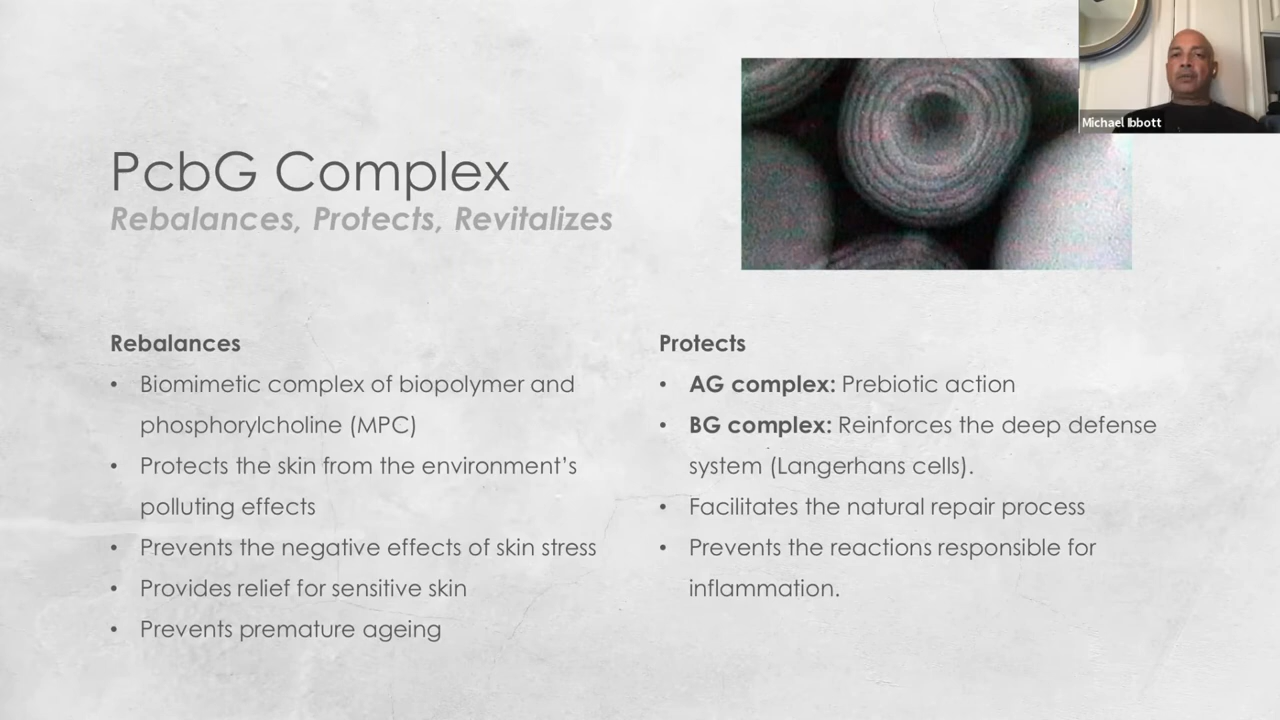 Michael Ibbott
PcbG Complex
Rebalances, Protects, Revitalizes
Rebalances
• Biomimetic complex of biopolymer and
phosphorylcholine (MPC)
• Protects the skin from the environment’s
polluting effects
• Prevents the negative effects of skin stress
• Provides relief for sensitive skin
• Prevents premature ageing
Protects
• AG complex: Prebiotic action
• BG complex: Reinforces the deep defense
system (Langerhans cells).
• Facilitates the natural repair process
• Prevents the reactions responsible for
inflammation.